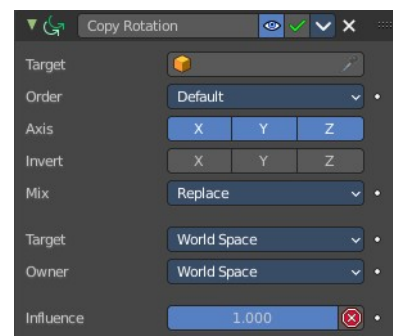 Copy Rotation
Target
Order Default
Axis X Y Z
Invert X Y Z
Mix Replace
Target World Space
Owner World Space
Influence 1.000